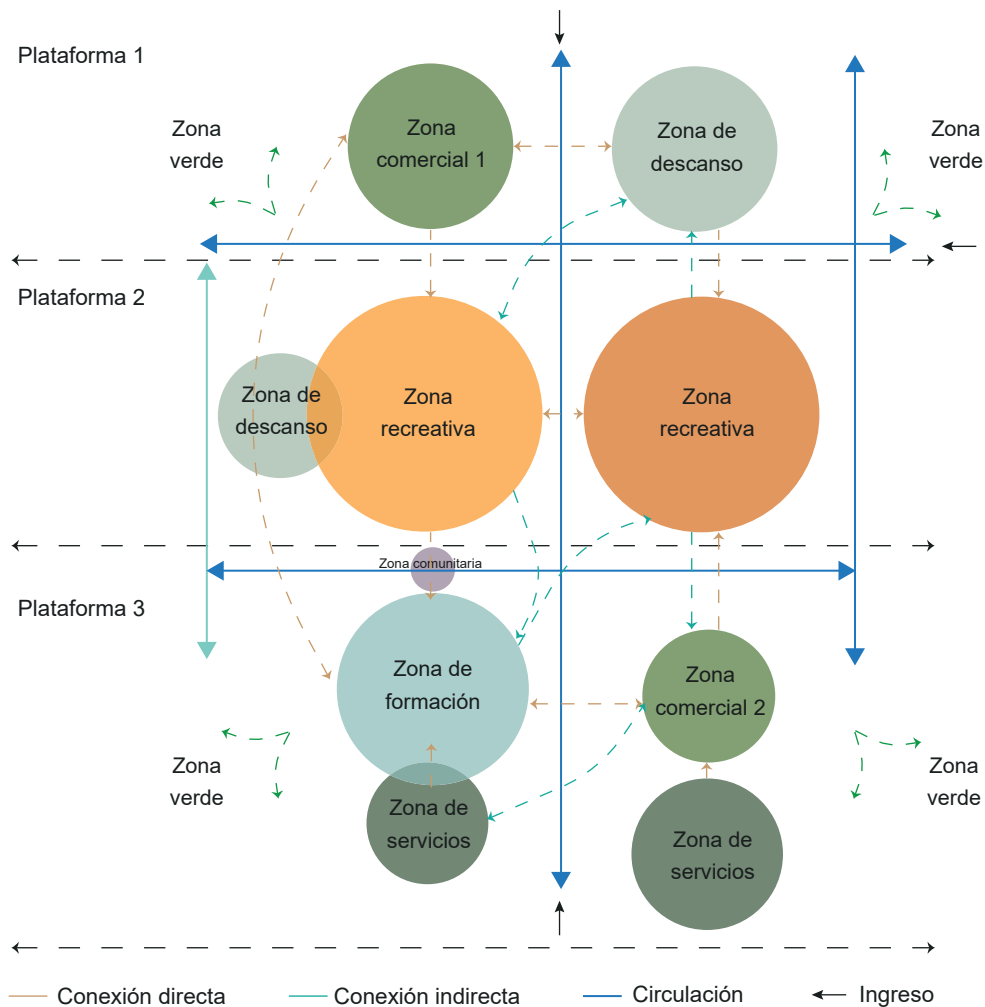 Plataforma 1
Zona
verde
Zona
comercial 1
Zona de
descanso
Zona
verde
Plataforma 2
Zona de
descanso
Zona
recreativa
Zona
recreativa
Zona comunitaria
Plataforma 3
Zona de
formación
Zona
comercial 2
Zona
verde
Zona de
servicios
Zona de
servicios
Zona
verde
Conexión directa
Conexión indirecta
Circulación
Ingreso